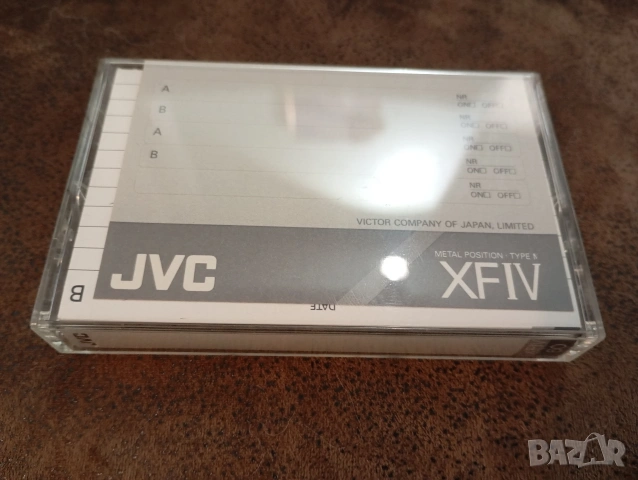 A
NR
ON□ OFF□
B
NR
ON□ OFF□
A
NR
ON□ OFF□
B
NR
ON□ OFF□
NR
ON□ OFF□
VICTOR COMPANY OF JAPAN, LIMITED
METAL POSITION · TYPE
JVC
XFIV
B
DATE
BAZAR